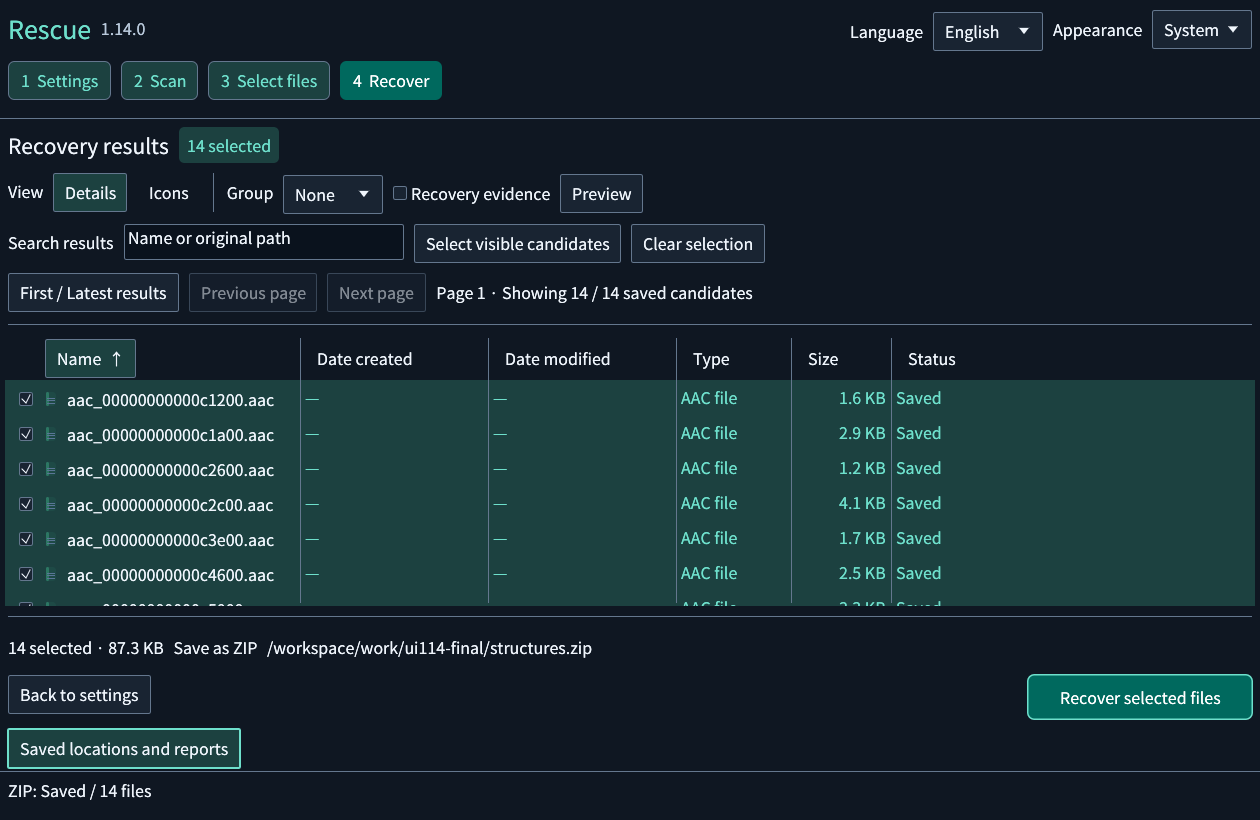 Rescue 1.14.0
Language English Appearance System
1 Settings 2 Scan 3 Select files 4 Recover
Recovery results 14 selected
View Details Icons Group None Recovery evidence Preview
Search results Name or original path Select visible candidates Clear selection
First / Latest results Previous page Next page Page 1 · Showing 14 / 14 saved candidates
Name ↑ Date created Date modified Type Size Status
aac_00000000000c1200.aac — — AAC file 1.6 KB Saved
aac_00000000000c1a00.aac — — AAC file 2.9 KB Saved
aac_00000000000c2600.aac — — AAC file 1.2 KB Saved
aac_00000000000c2c00.aac — — AAC file 4.1 KB Saved
aac_00000000000c3e00.aac — — AAC file 1.7 KB Saved
aac_00000000000c4600.aac — — AAC file 2.5 KB Saved
14 selected · 87.3 KB Save as ZIP /workspace/work/ui114-final/structures.zip
Back to settings Recover selected files
Saved locations and reports
ZIP: Saved / 14 files